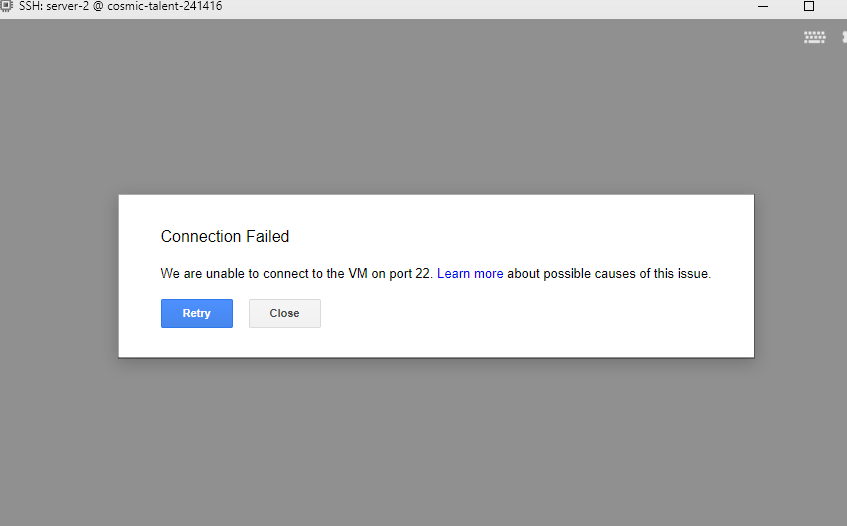 SSH: server-2 @ cosmic-talent-241416
Connection Failed
We are unable to connect to the VM on port 22. Learn more about possible causes of this issue.
Retry Close